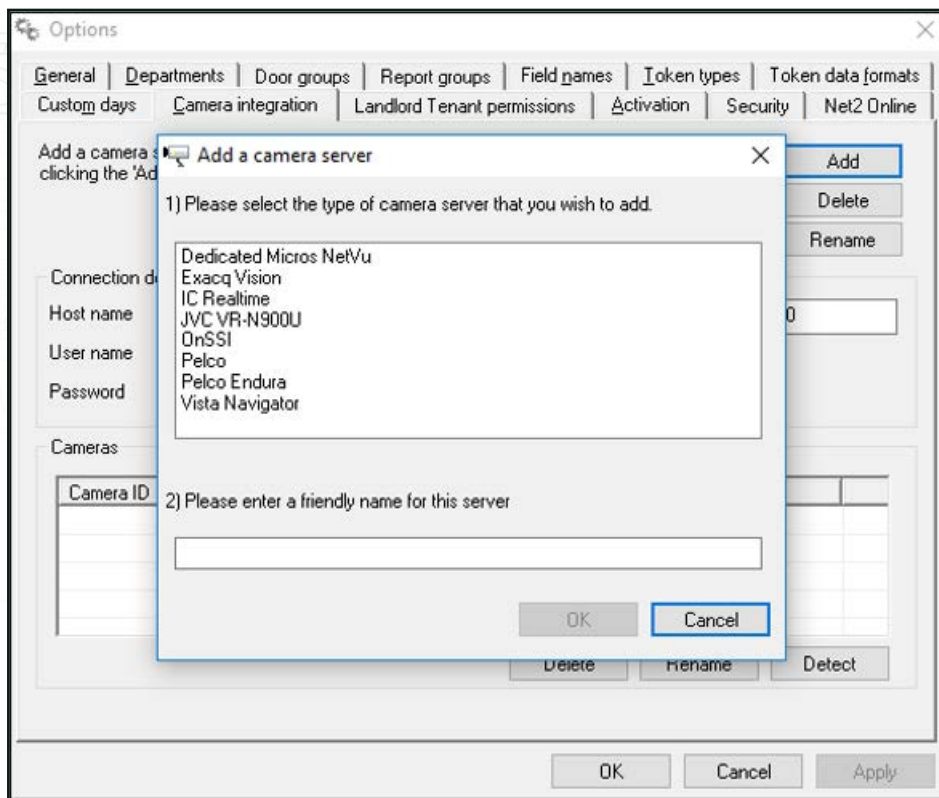 Options
General Departments Door groups Report groups Field names Token types Token data formats
Custom days Camera integration Landlord Tenant permissions Activation Security Net2 Online
Add a camera s
clicking the 'Ad
Add
Delete
Rename
Connection d
Host name
0
User name
Password
Cameras
Camera ID
Add a camera server
1) Please select the type of camera server that you wish to add.
Dedicated Micros NetVu
Exacq Vision
IC Realtime
JVC VR-N900U
OnSSI
Pelco
Pelco Endura
Vista Navigator
2) Please enter a friendly name for this server
OK Cancel
Delete Rename Detect
OK Cancel Apply